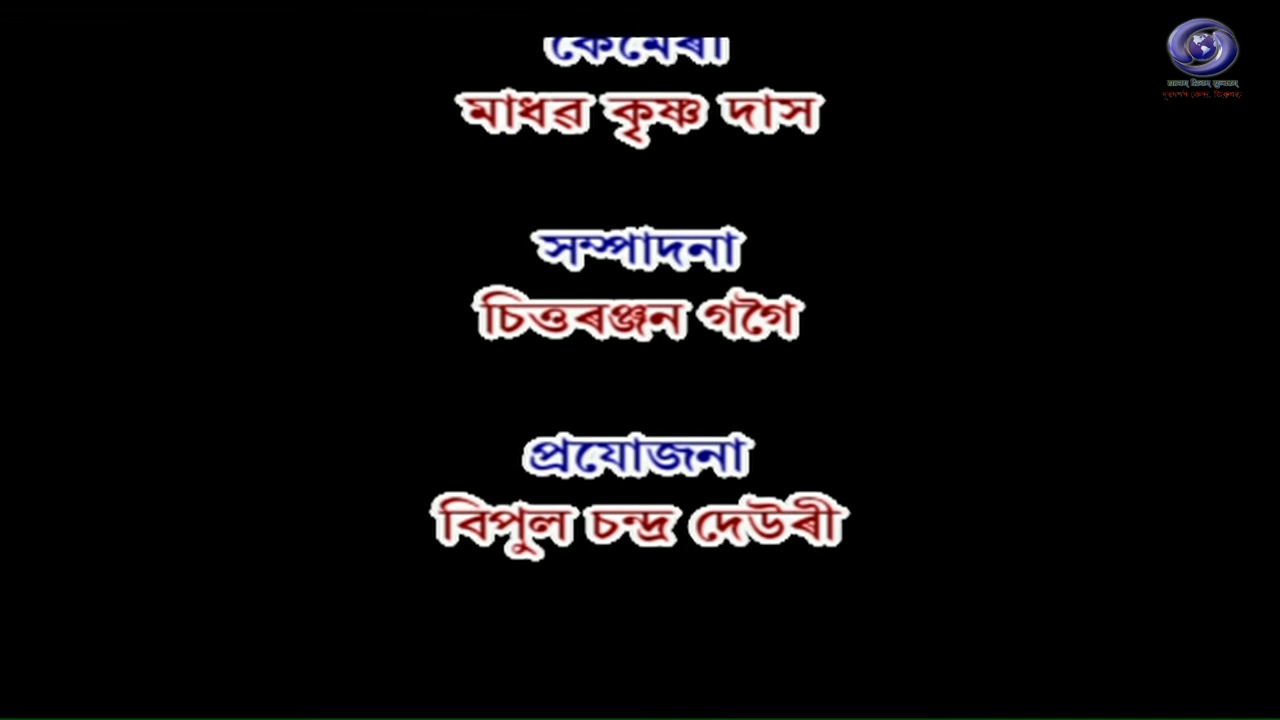 কেমেৰা
মাধৱ কৃষ্ণ দাস
সম্পাদনা
চিত্তৰঞ্জন গগৈ
প্ৰযোজনা
বিপুল চন্দ্ৰ দেউৰী